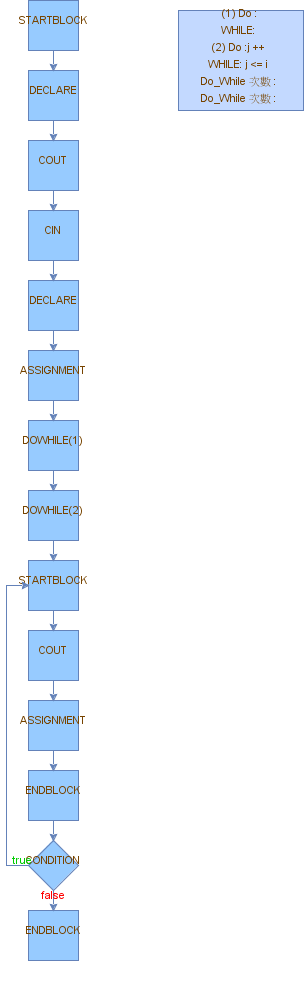 STARTBLOCK
DECLARE
COUT
CIN
DECLARE
ASSIGNMENT
DOWHILE(1)
DOWHILE(2)
STARTBLOCK
COUT
ASSIGNMENT
ENDBLOCK
true
CONDITION
false
ENDBLOCK
(1) Do :
WHILE:
(2) Do :j ++
WHILE: j <= i
Do_While 次數 :
Do_While 次數 :